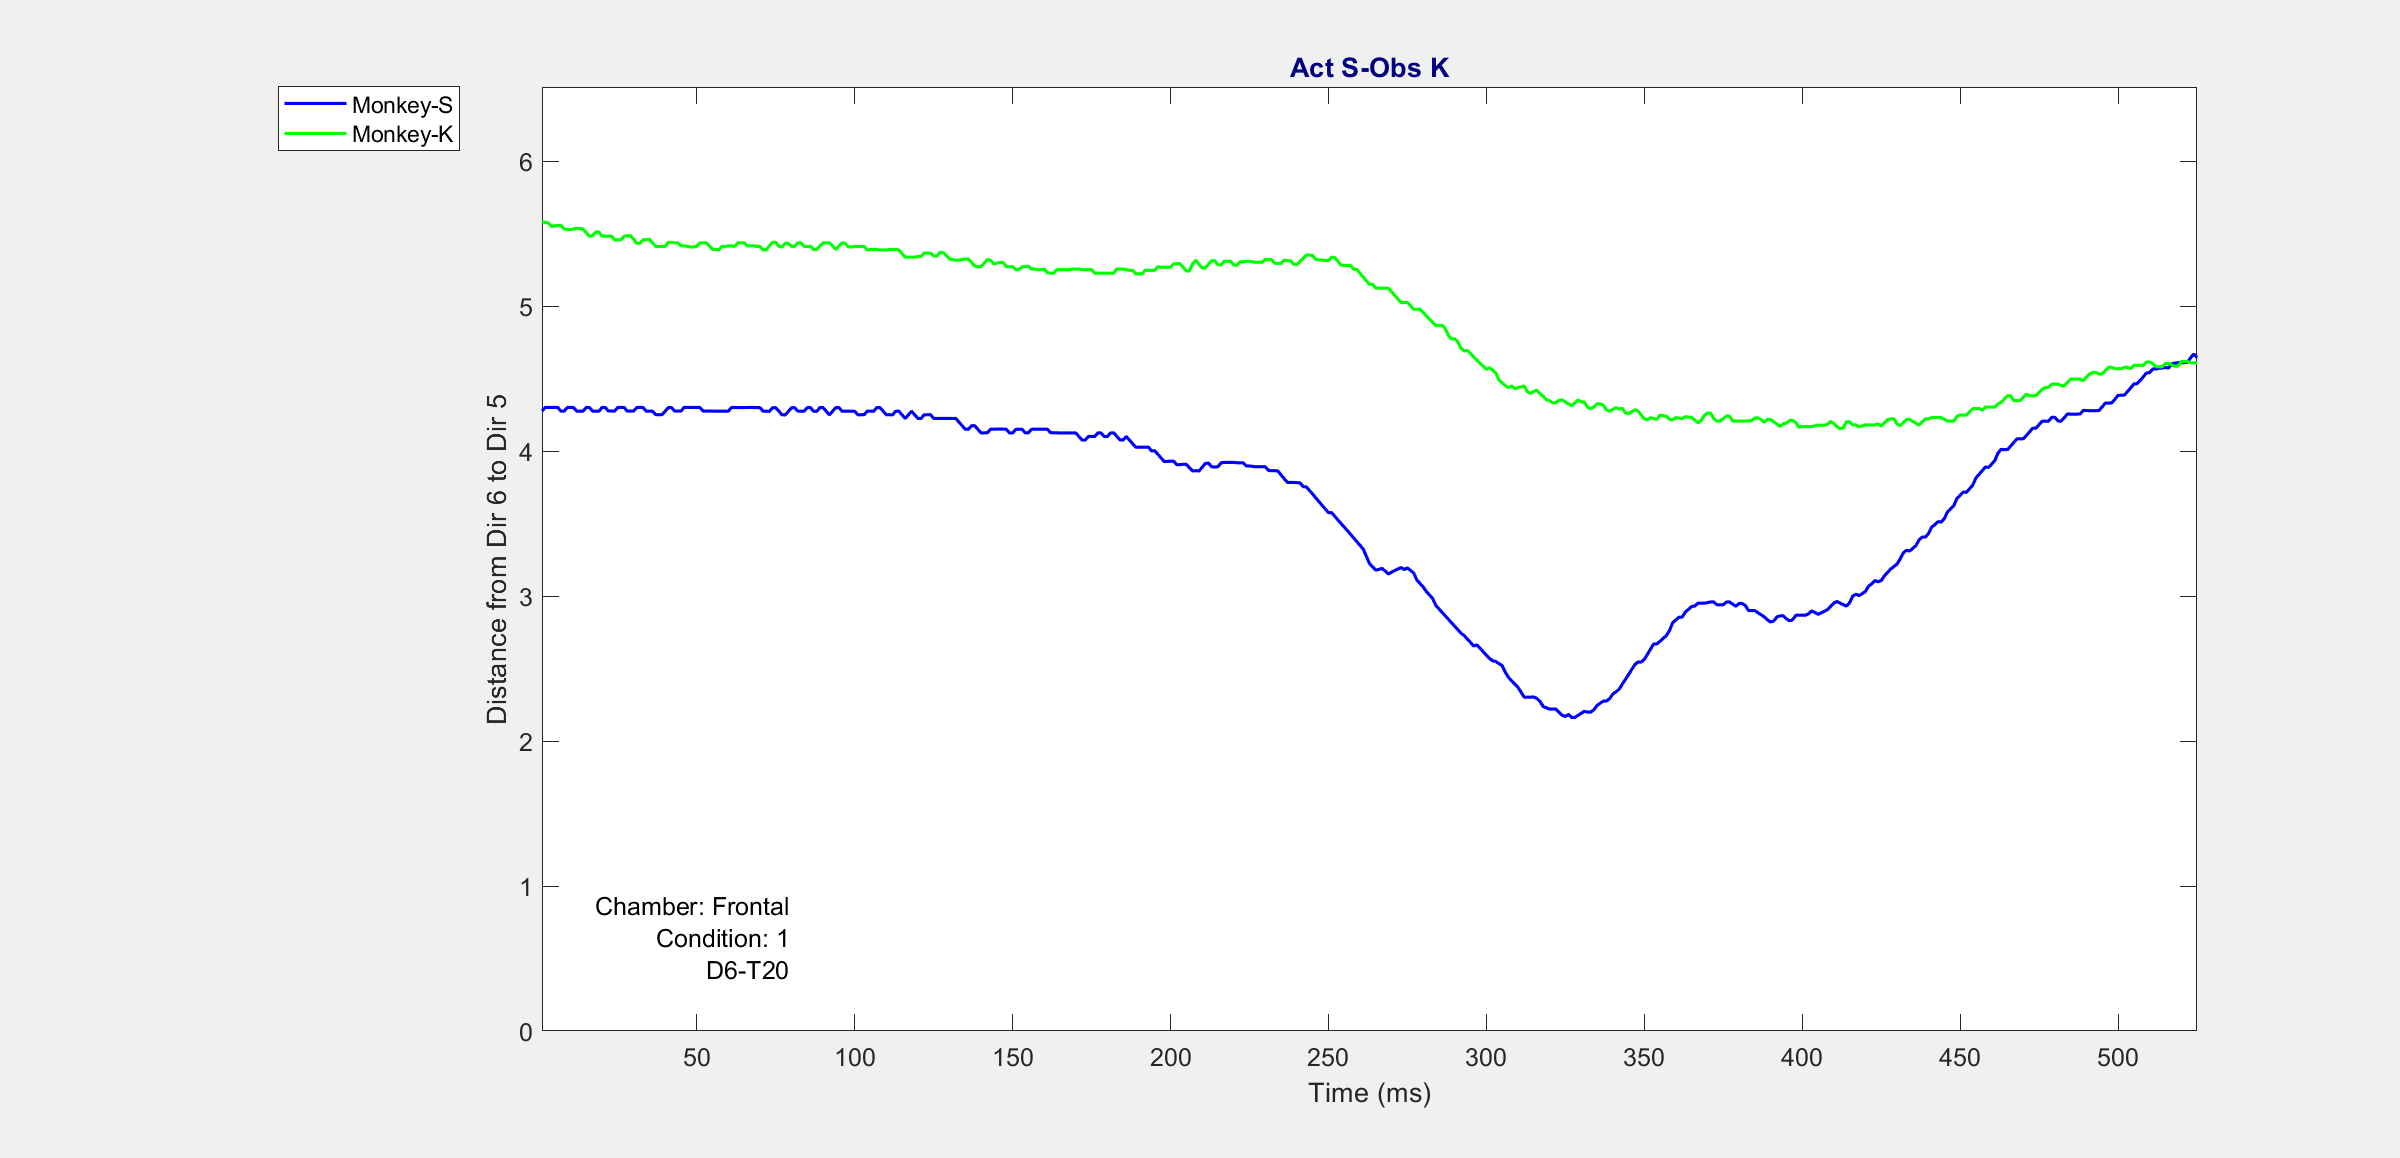 Act S-Obs K
Monkey-S
Monkey-K
Distance from Dir 6 to Dir 5
6
5
4
3
2
1
0
Chamber: Frontal
Condition: 1
D6-T20
50 100 150 200 250 300 350 400 450 500
Time (ms)